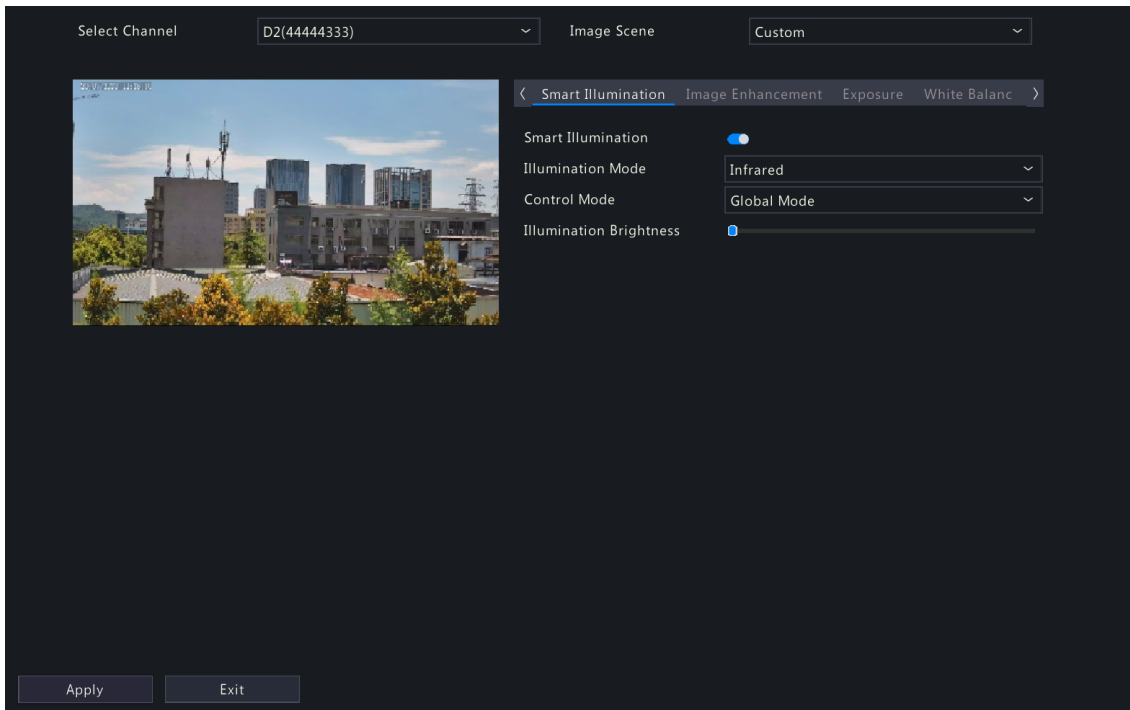 Select Channel D2(44444333) Image Scene Custom
Smart Illumination Image Enhancement Exposure White Balanc
Smart Illumination
Illumination Mode Infrared
Control Mode Global Mode
Illumination Brightness
Apply Exit